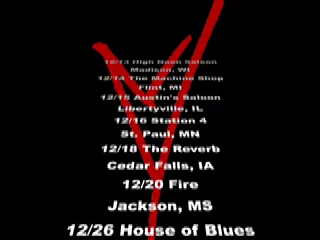 12/13 High Noon Saloon
Madison, WI
12/14 The Machine Shop
Flint, MI
12/15 Austin's Saloon
Libertyville, IL
12/16 Station 4
St. Paul, MN
12/18 The Reverb
Cedar Falls, IA
12/20 Fire
Jackson, MS
12/26 House of Blues